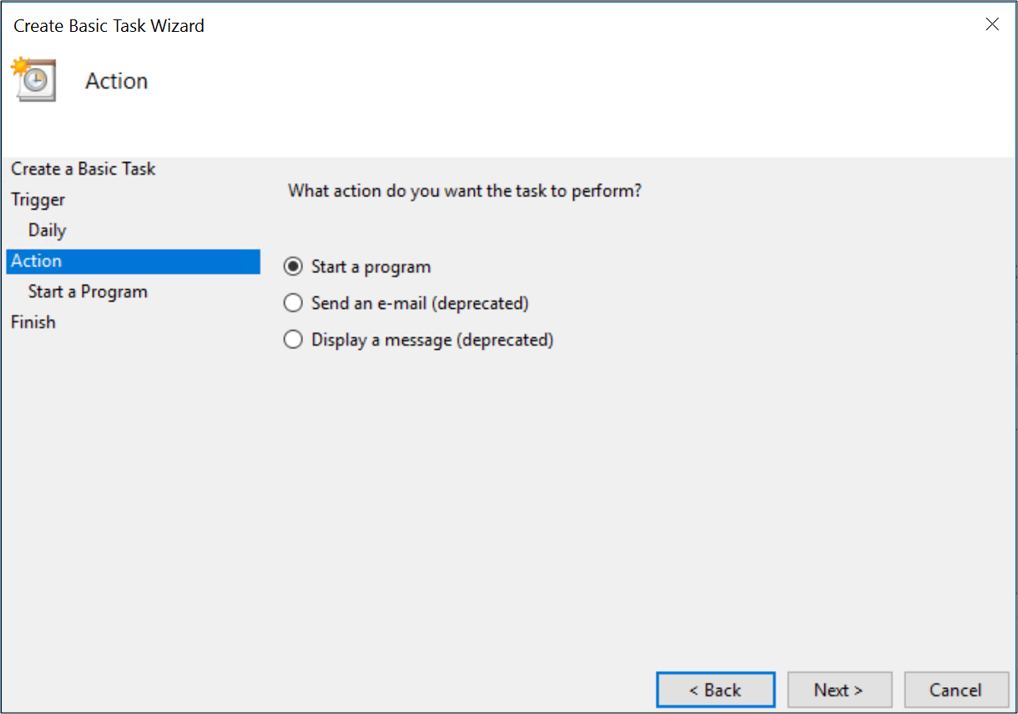 Create Basic Task Wizard
Action
Create a Basic Task
Trigger
Daily
Action
Start a Program
Finish
What action do you want the task to perform?
Start a program
Send an e-mail (deprecated)
Display a message (deprecated)
< Back
Next >
Cancel